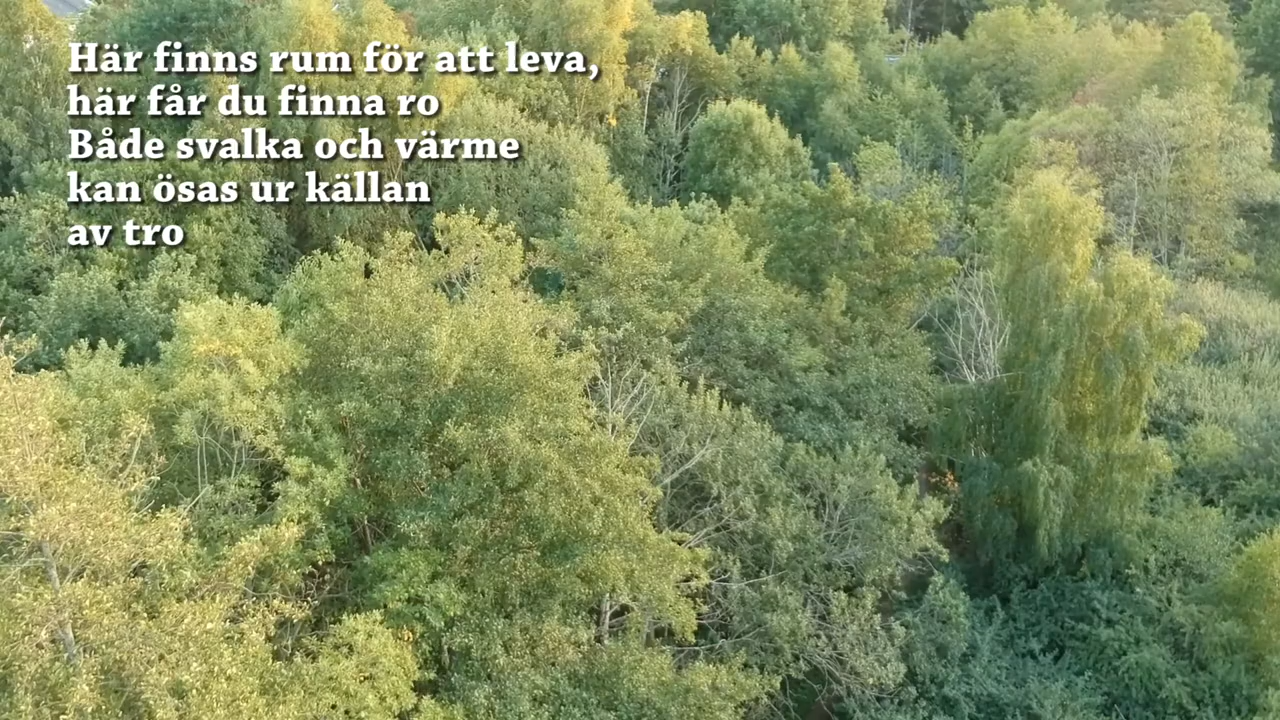 Här finns rum för att leva,
här får du finna ro
Både svalka och värme
kan ösas ur källan
av tro